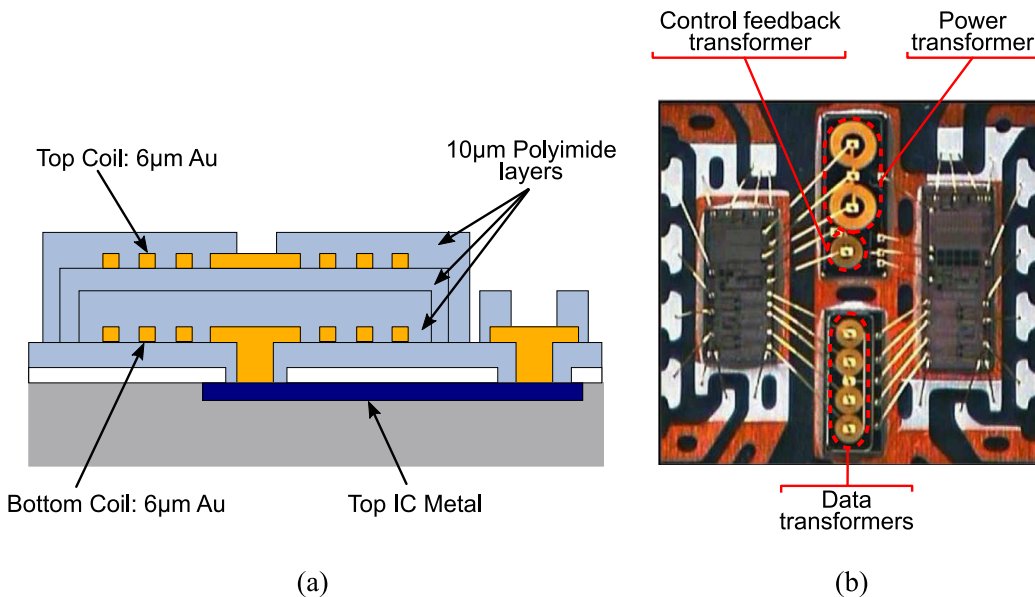 Control feedback
transformer
Power
transformer
Top Coil: 6μm Au
10μm Polyimide
layers
Bottom Coil: 6μm Au
Top IC Metal
Data
transformers
(a)
(b)